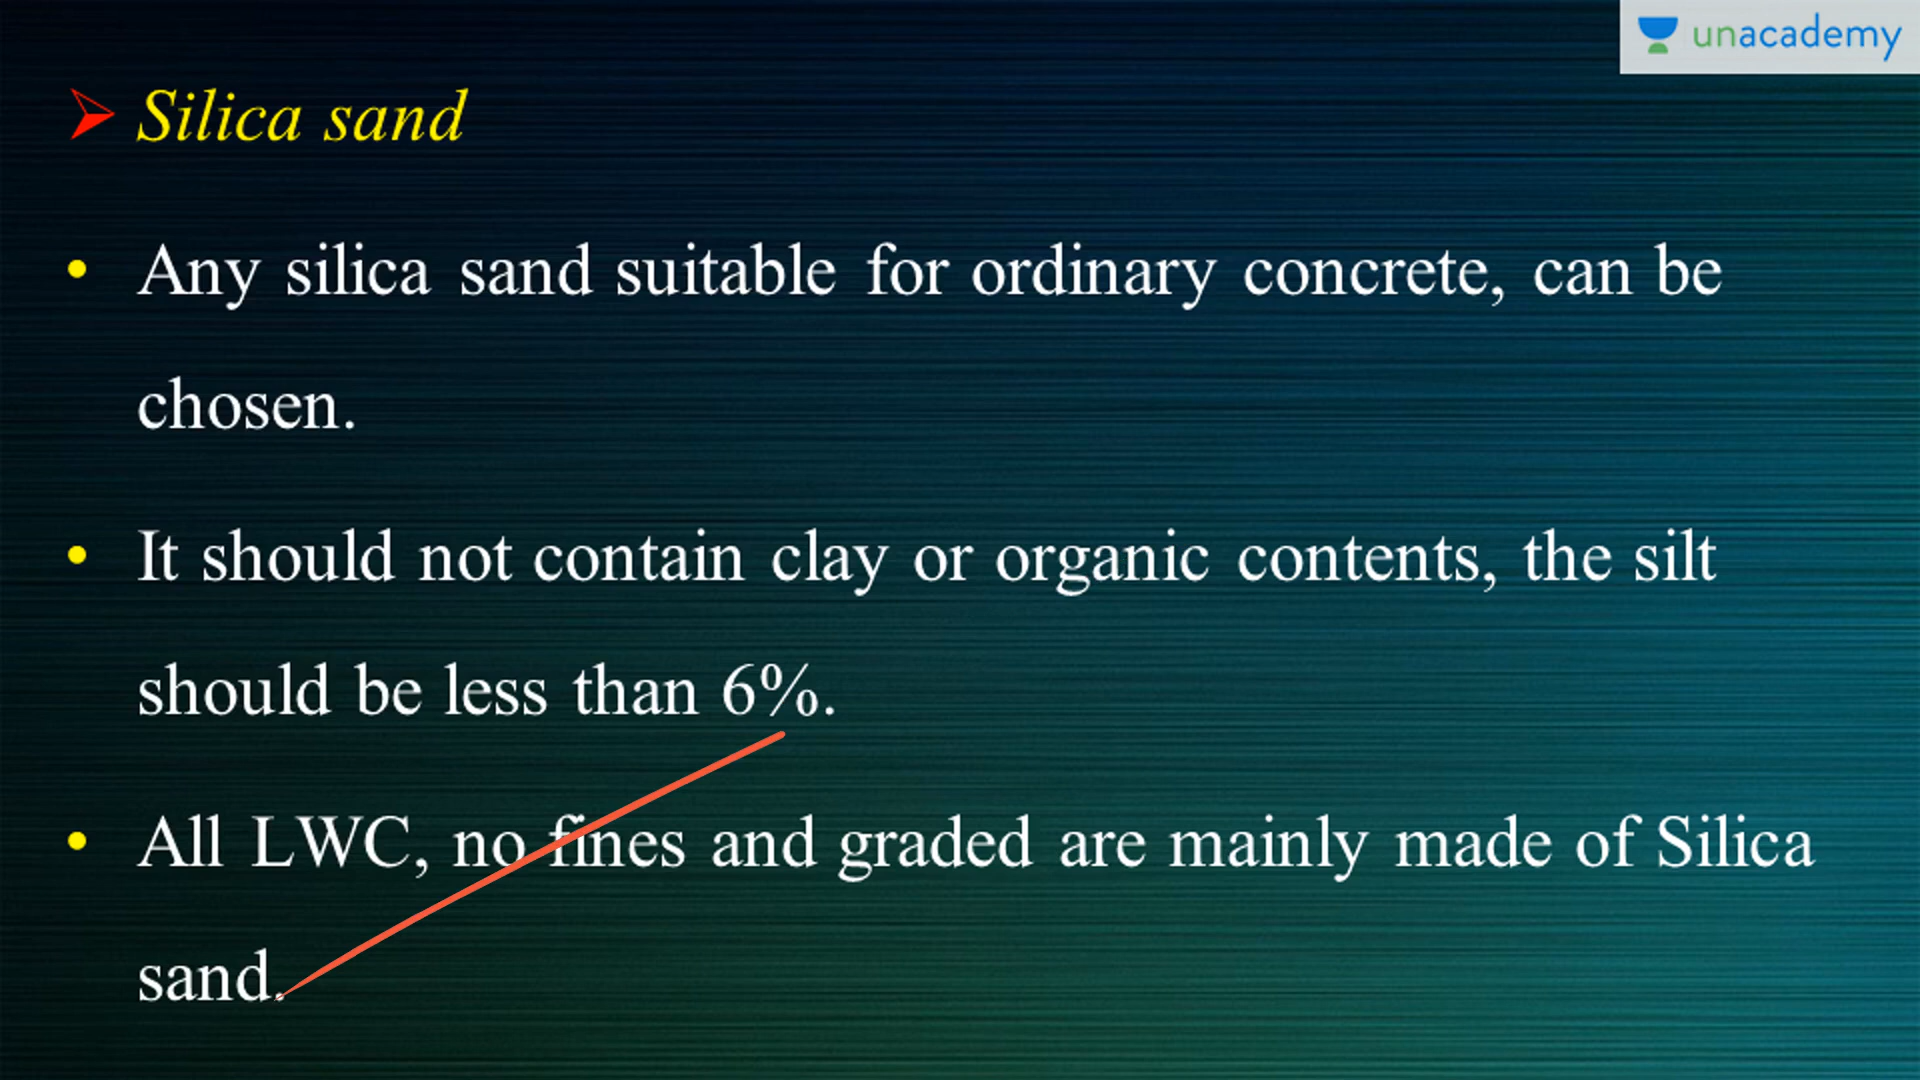 unacademy
Silica sand
Any silica sand suitable for ordinary concrete, can be
chosen.
It should not contain clay or organic contents, the silt
should be less than 6%.
All LWC, no fines and graded are mainly made of Silica
sand.